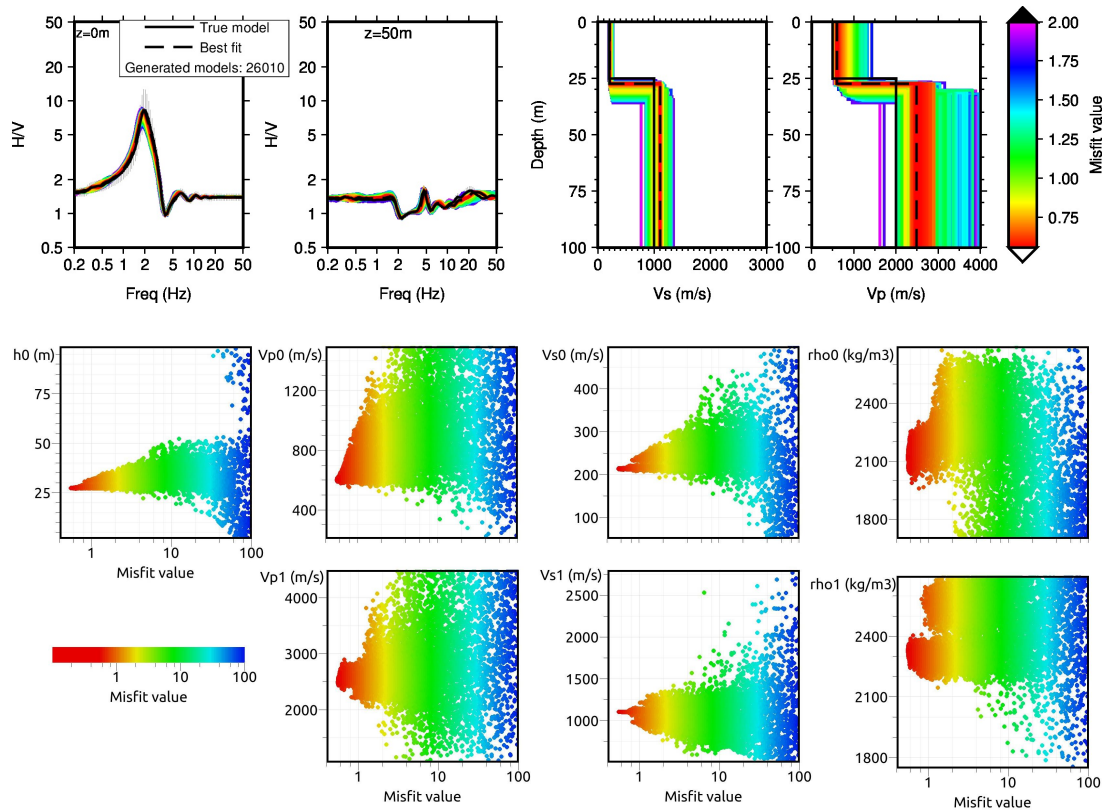 z=0m
True model
Best fit
Generated models: 26010
50
20
10
5
2
1
0.5
H/V
0.2 0.5 1 2 5 10 20 50
Freq (Hz)
z=50m
50
20
10
5
2
1
0.5
H/V
0.2 0.5 1 2 5 10 20 50
Freq (Hz)
0
25
50
75
100
Depth (m)
0 1000 2000 3000
Vs (m/s)
0
25
50
75
100
0 1000 2000 3000 4000
Vp (m/s)
2.00
1.75
1.50
1.25
1.00
0.75
Misfit value
h0 (m)
75
50
25
1 10 100
Misfit value
Vp0 (m/s)
1200
800
400
Vs0 (m/s)
400
300
200
100
rho0 (kg/m3)
2400
2100
1800
1 10 100
Misfit value
Vp1 (m/s)
4000
3000
2000
1 10 100
Misfit value
Vs1 (m/s)
2500
2000
1500
1000
1 10 100
Misfit value
rho1 (kg/m3)
2400
2100
1800
1 10 100
Misfit value